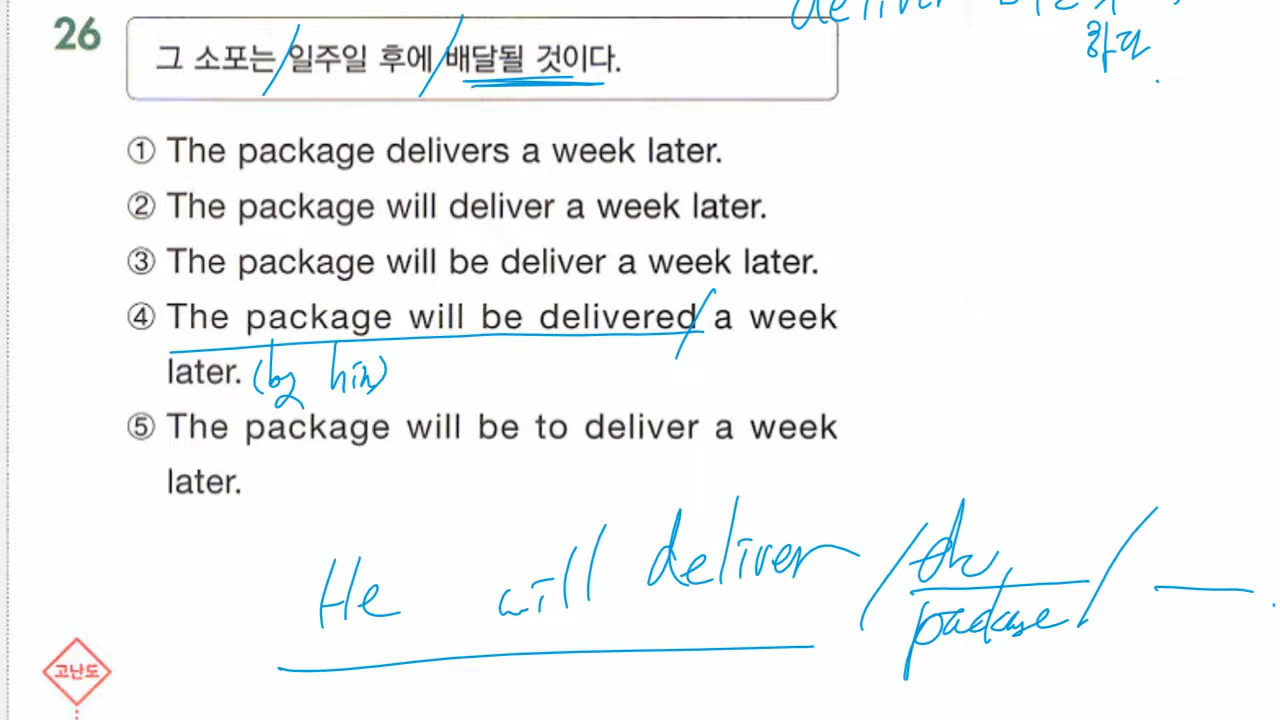 deliver
하다
26
그 소포는 일주일 후에 배달될 것이다.
① The package delivers a week later.
② The package will deliver a week later.
③ The package will be deliver a week later.
④ The package will be delivered a week
later. (by him)
⑤ The package will be to deliver a week
later.
He will deliver the
package
고난도